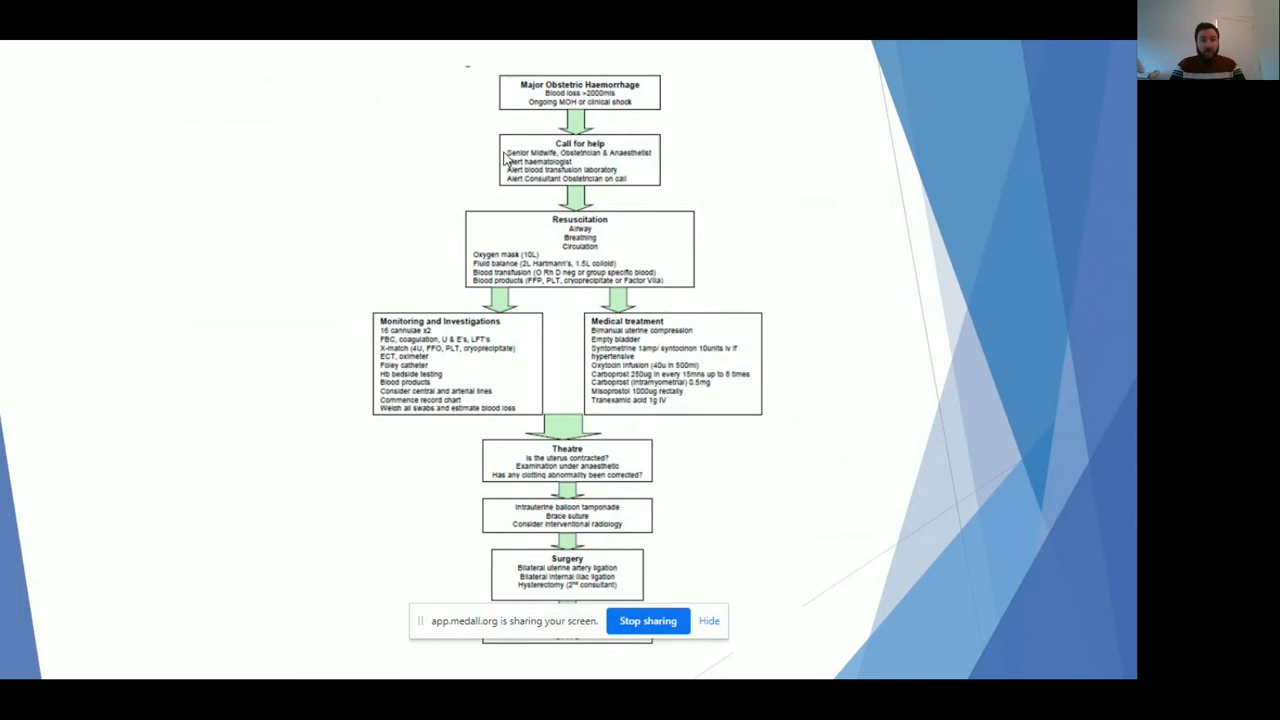 Major Obstetric Haemorrhage
Blood loss >2000mls
Ongoing MOH or clinical shock
Call for help
Senior Midwife, Obstetrician & Anaesthetist
Alert haematologist
Alert blood transfusion laboratory
Alert Consultant Obstetrician on call
Resuscitation
Airway
Breathing
Circulation
Oxygen mask (10L)
Fluid balance (2L Hartmann's, 1.5L colloid)
Blood transfusion (O Rh D neg or group specific blood)
Blood products (FFP, PLT, cryoprecipitate or Factor VIIa)
Monitoring and Investigations
16 cannulae x2
FBC, coagulation, U & E's, LFT's
X-match (4U, FFO, PLT, cryoprecipitate)
ECT, oximeter
Foley catheter
Hb bedside testing
Blood products
Consider central and arterial lines
Commence record chart
Weigh all swabs and estimate blood loss
Medical treatment
Bimanual uterine compression
Empty bladder
Syntometrine 1amp/ syntocinon 10units iv if
hypertensive
Oxytocin infusion (40u in 500ml)
Carboprost 250ug in every 15mns up to 8 times
Carboprost (intramyometrial) 0.5mg
Misoprostol 1000ug rectally
Tranexamic acid 1g IV
Theatre
Is the uterus contracted?
Examination under anaesthetic
Has any clotting abnormality been corrected?
Intrauterine balloon tamponade
Brace suture
Consider interventional radiology
Surgery
Bilateral uterine artery ligation
Bilateral internal iliac ligation
Hysterectomy (2nd consultant)
app.medall.org is sharing your screen.
Stop sharing
Hide